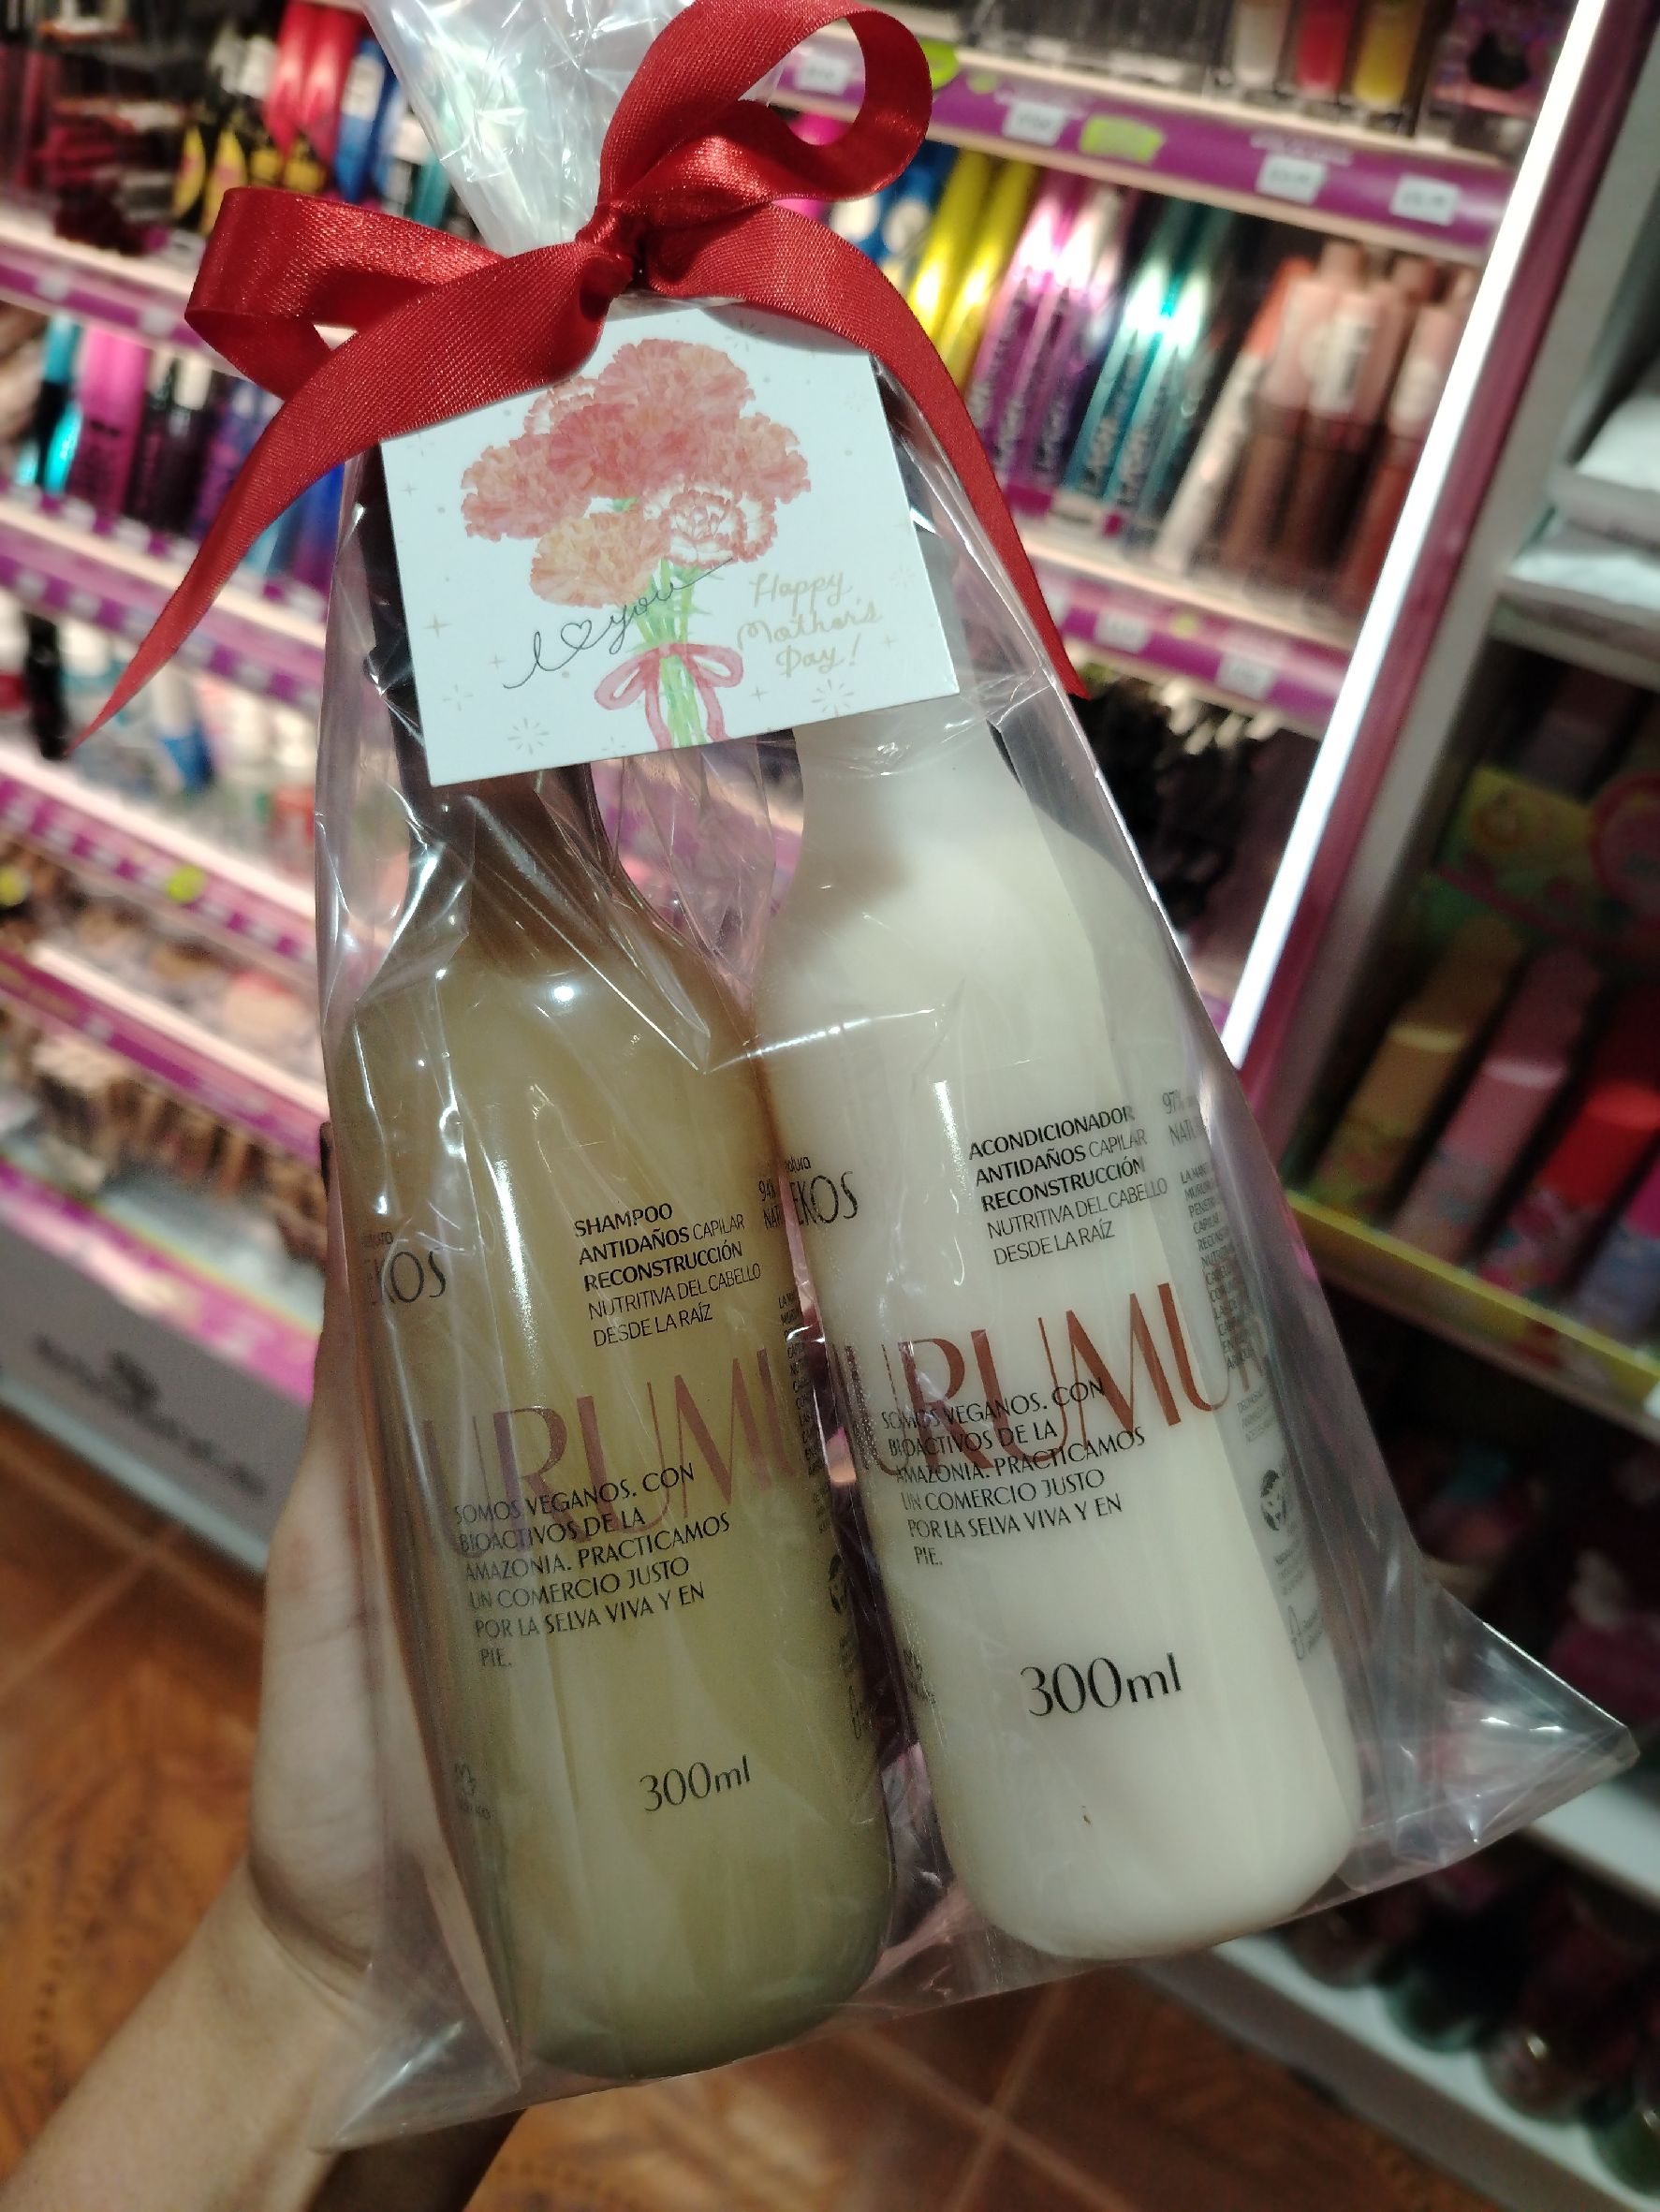 I ♡ you
Happy
Mother's
Day!
EKOS
SHAMPOO
ANTIDAÑOS CAPILAR
RECONSTRUCCIÓN
NUTRITIVA DEL CABELLO
DESDE LA RAÍZ
URUM
SOMOS VEGANOS. CON
BIOACTIVOS DE LA
AMAZONIA. PRACTICAMOS
UN COMERCIO JUSTO
POR LA SELVA VIVA Y EN
PIE.
300ml
EKOS
ACONDICIONADOR
ANTIDAÑOS CAPILAR
RECONSTRUCCIÓN
NUTRITIVA DEL CABELLO
DESDE LA RAÍZ
97%
URUMU
SOMOS VEGANOS. CON
BIOACTIVOS DE LA
AMAZONIA. PRACTICAMOS
UN COMERCIO JUSTO
POR LA SELVA VIVA Y EN
PIE.
300ml